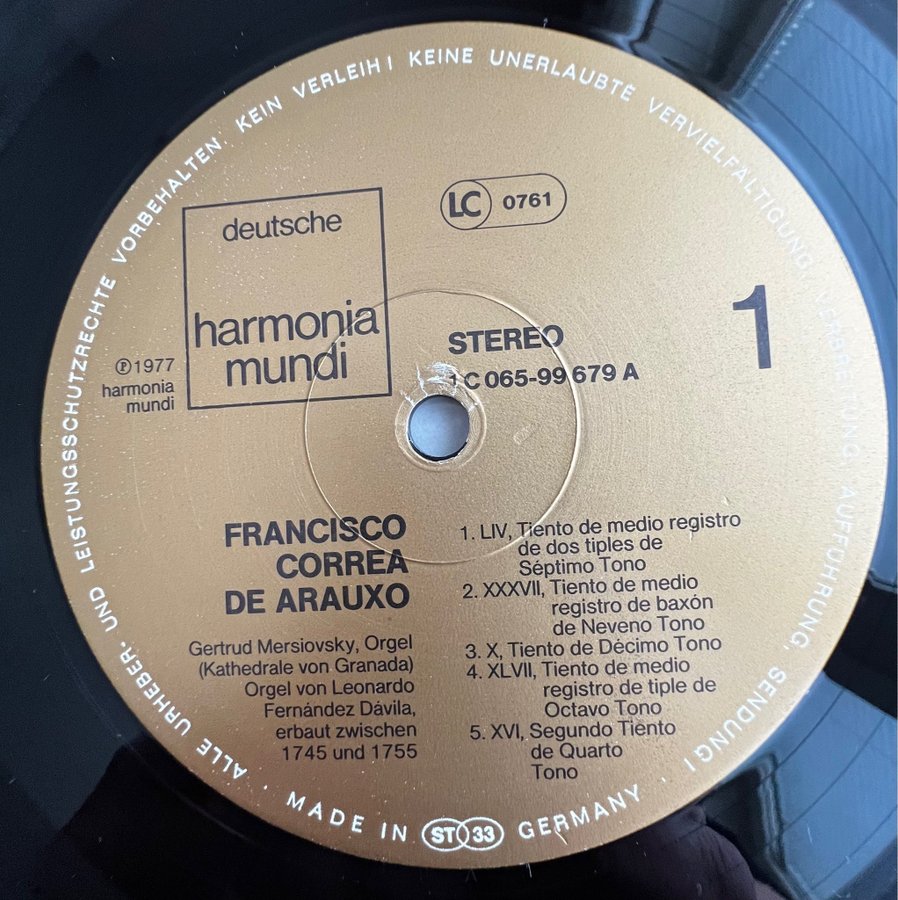 ALLE URHEBER- UND LEISTUNGSSCHUTZRECHTE VORBEHALTEN. KEIN VERLEIH! KEINE UNERLAUBTE VERVIELFÄLTIGUNG, VERBREITUNG, AUFFÜHRUNG, SENDUNG!
deutsche
harmonia
mundi
LC 0761
1
STEREO
1 C 065-99 679 A
Ⓟ1977
harmonia
mundi
FRANCISCO
CORREA
DE ARAUXO
Gertrud Mersiovsky, Orgel
(Kathedrale von Granada)
Orgel von Leonardo
Fernández Dávila,
erbaut zwischen
1745 und 1755
1. LIV, Tiento de medio registro
de dos tiples de
Séptimo Tono
2. XXXVII, Tiento de medio
registro de baxón
de Neveno Tono
3. X, Tiento de Décimo Tono
4. XLVII, Tiento de medio
registro de tiple de
Octavo Tono
5. XVI, Segundo Tiento
de Quarto
Tono
· MADE IN ST 33 GERMANY ·